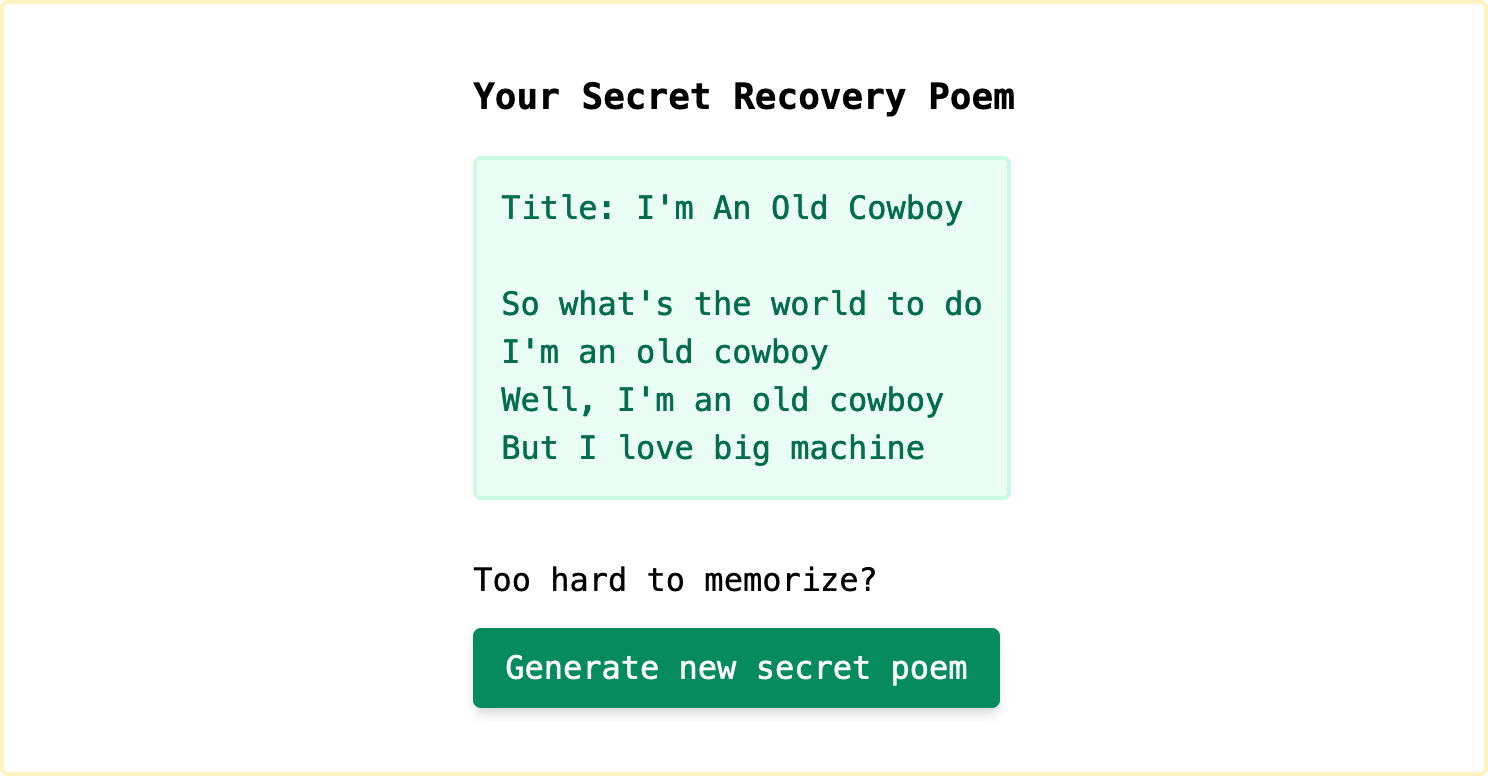 Your Secret Recovery Poem
Title: I'm An Old Cowboy
So what's the world to do
I'm an old cowboy
Well, I'm an old cowboy
But I love big machine
Too hard to memorize?
Generate new secret poem